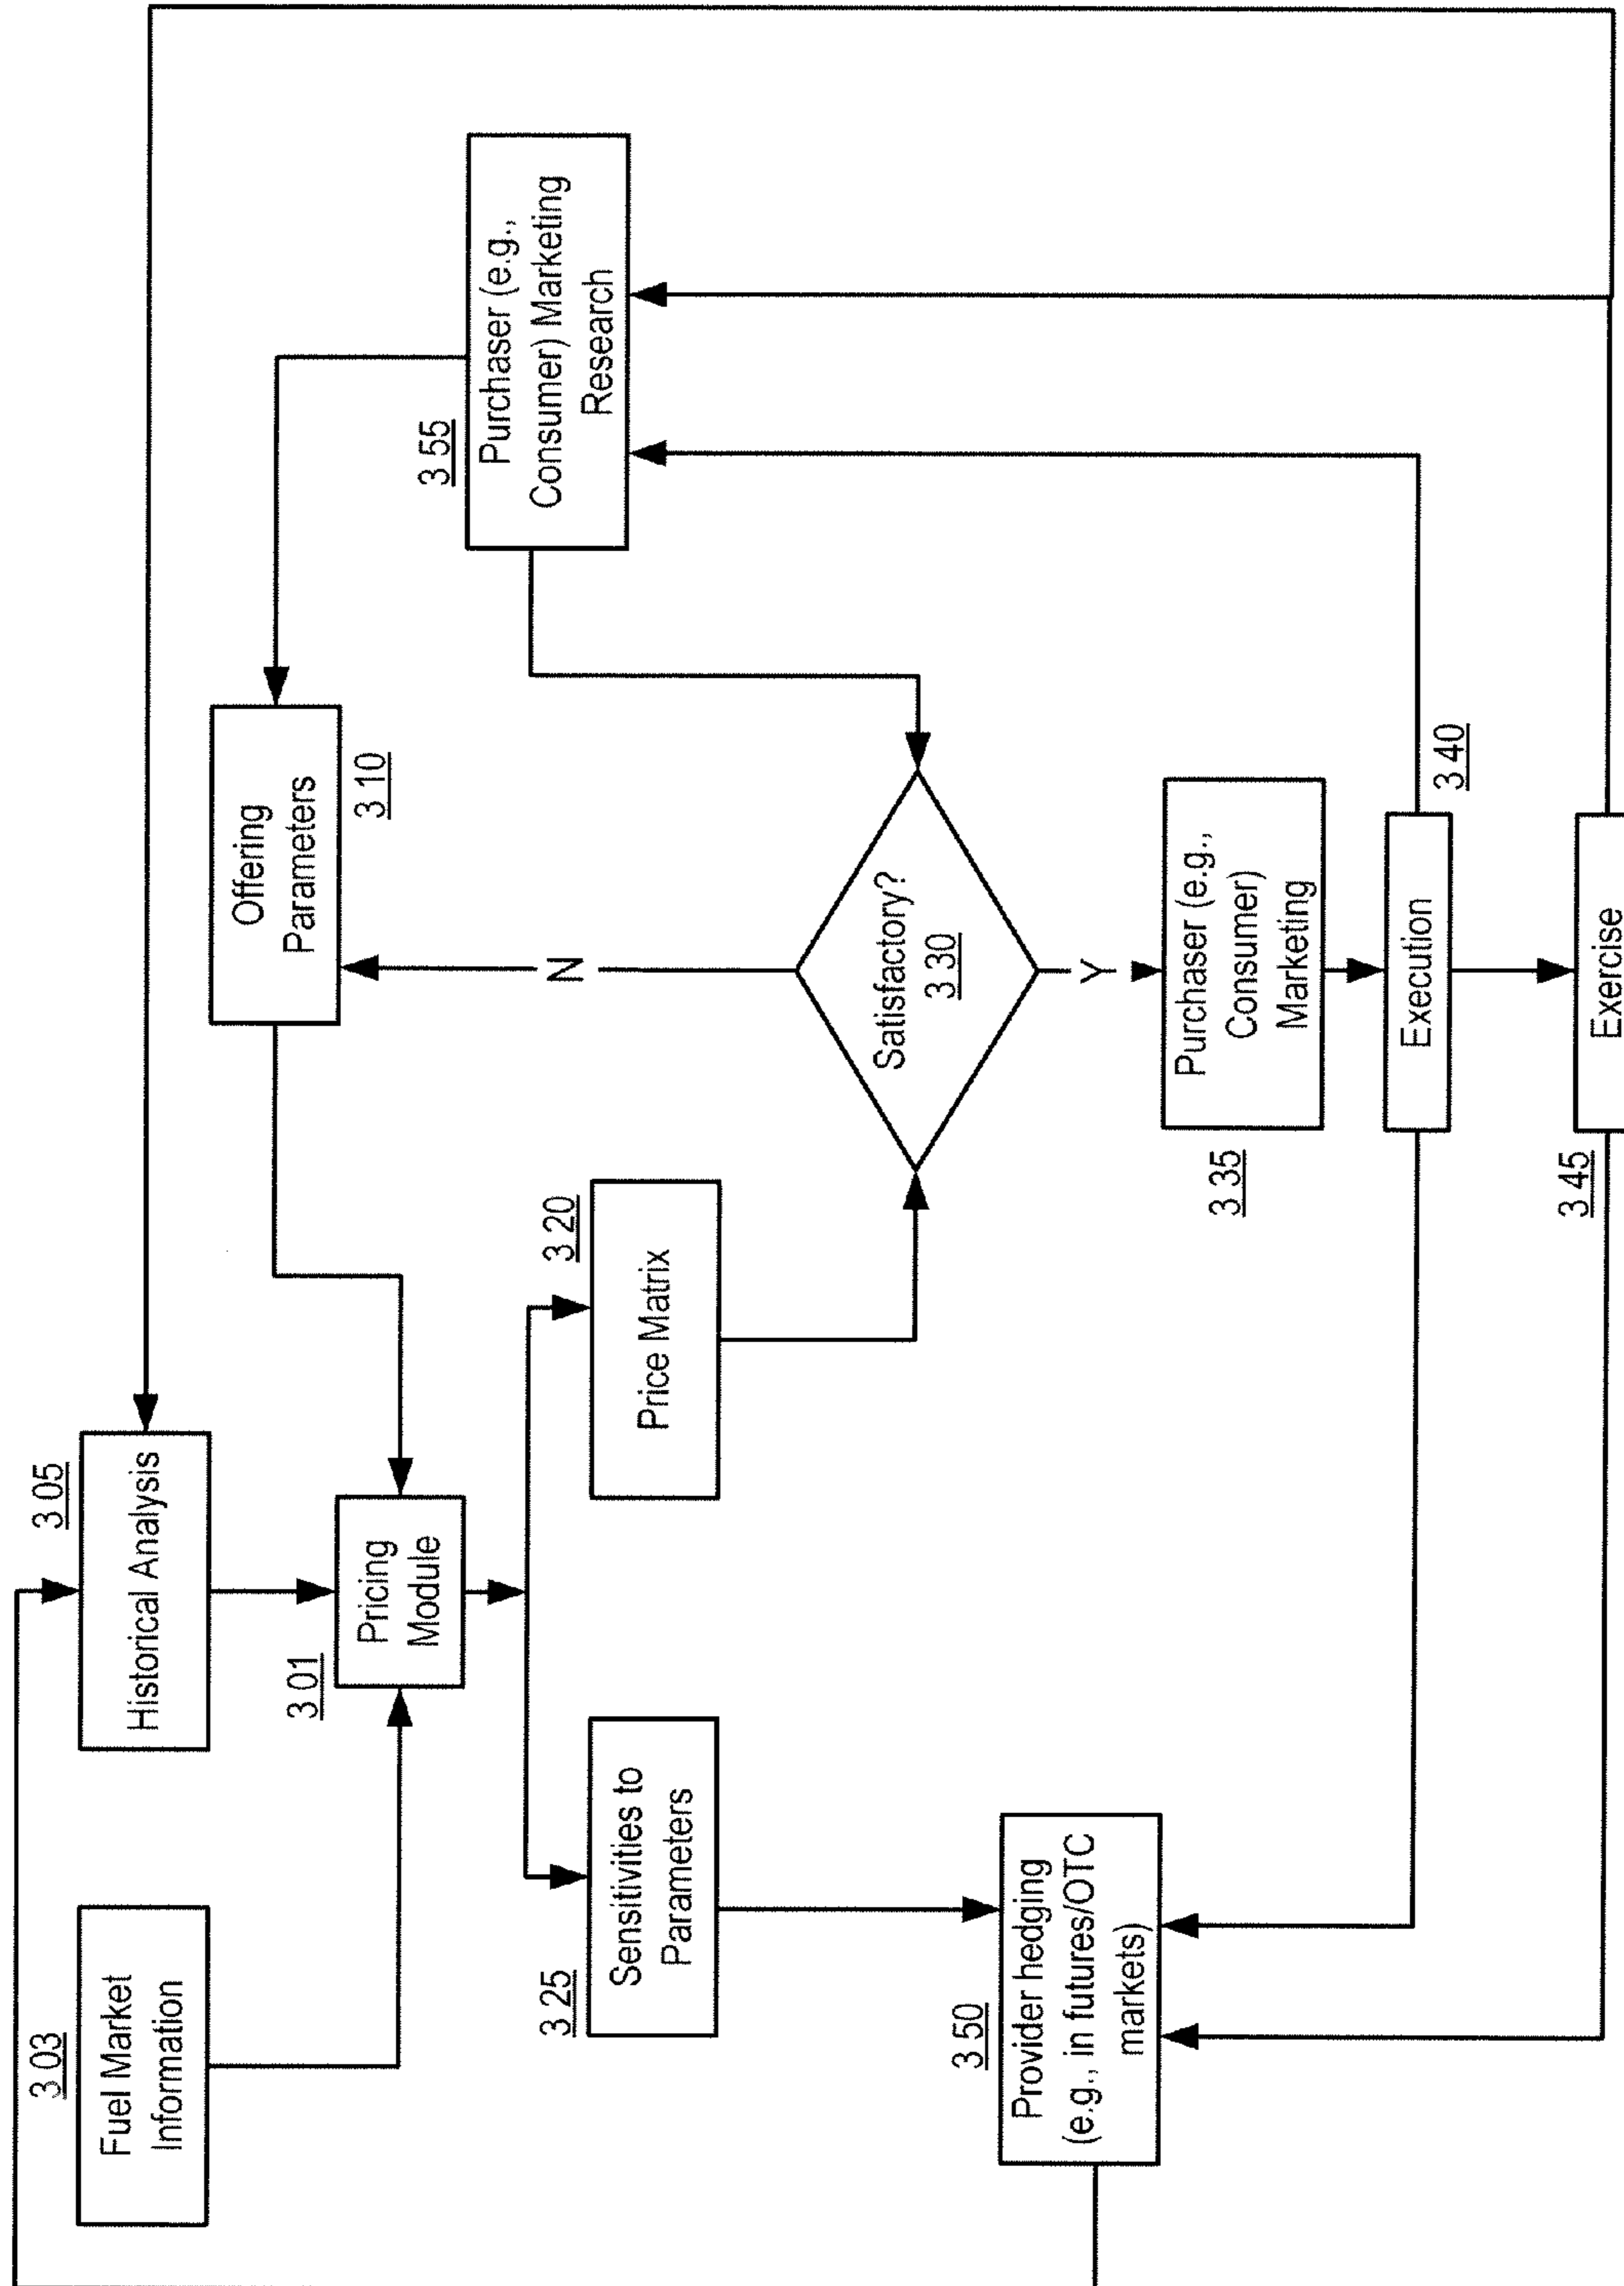 3 03
Fuel Market
Information
3 05
Historical Analysis
Offering
Parameters
3 10
3 01
Pricing
Module
3 55
Purchaser (e.g.,
Consumer) Marketing
Research
3 25
Sensitivities to
Parameters
3 20
Price Matrix
N
Satisfactory?
3 30
Y
3 50
Provider hedging
(e.g., in futures/OTC
markets)
3 35
Purchaser (e.g.,
Consumer)
Marketing
3 40
Execution
3 45
Exercise